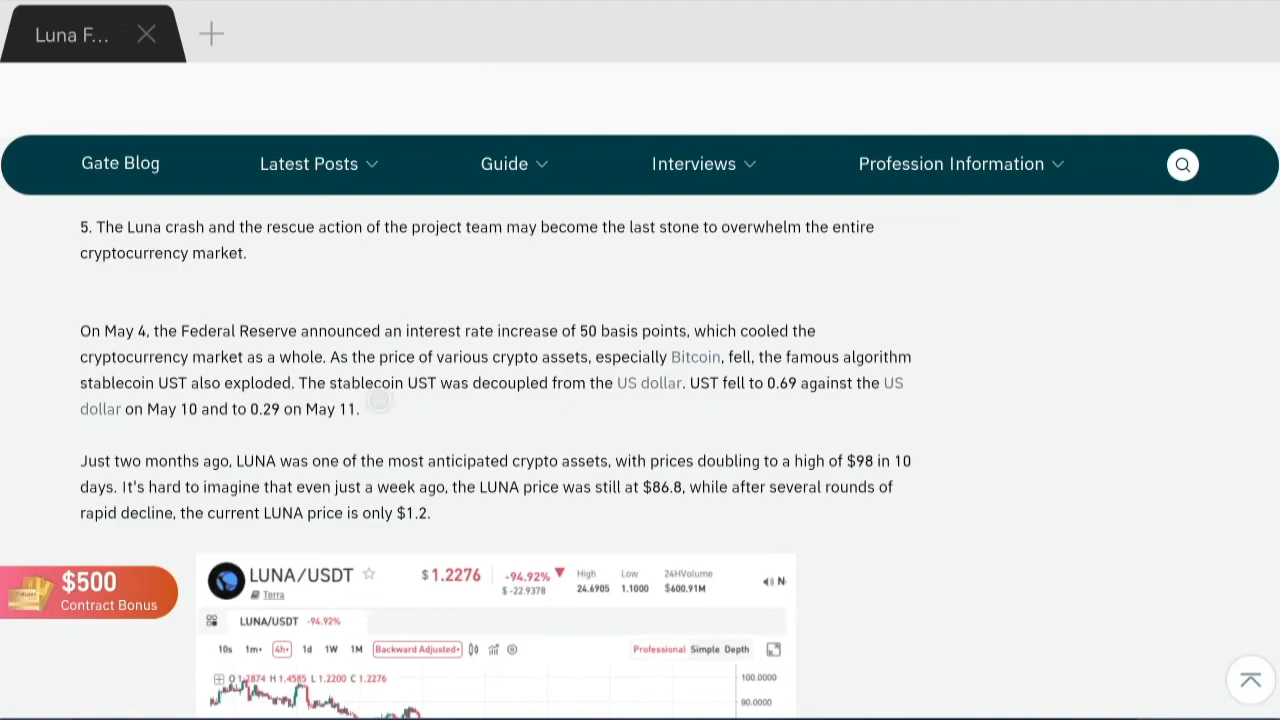 Luna F...
Gate Blog
Latest Posts
Guide
Interviews
Profession Information
5. The Luna crash and the rescue action of the project team may become the last stone to overwhelm the entire
cryptocurrency market.
On May 4, the Federal Reserve announced an interest rate increase of 50 basis points, which cooled the
cryptocurrency market as a whole. As the price of various crypto assets, especially Bitcoin, fell, the famous algorithm
stablecoin UST also exploded. The stablecoin UST was decoupled from the US dollar. UST fell to 0.69 against the US
dollar on May 10 and to 0.29 on May 11.
Just two months ago, LUNA was one of the most anticipated crypto assets, with prices doubling to a high of $98 in 10
days. It's hard to imagine that even just a week ago, the LUNA price was still at $86.8, while after several rounds of
rapid decline, the current LUNA price is only $1.2.
$500
Contract Bonus
LUNA/USDT
Terra
$1.2276
-94.92%
$ -22.9378
High
24.6905
Low
1.1000
24HVolume
$600.91M
N
LUNA/USDT -94.92%
10s 1m 4h 1d 1W 1M Backward Adjusted
Professional Simple Depth
H 1.4585 L 1.2200 C 1.2276
100.0000
90.0000